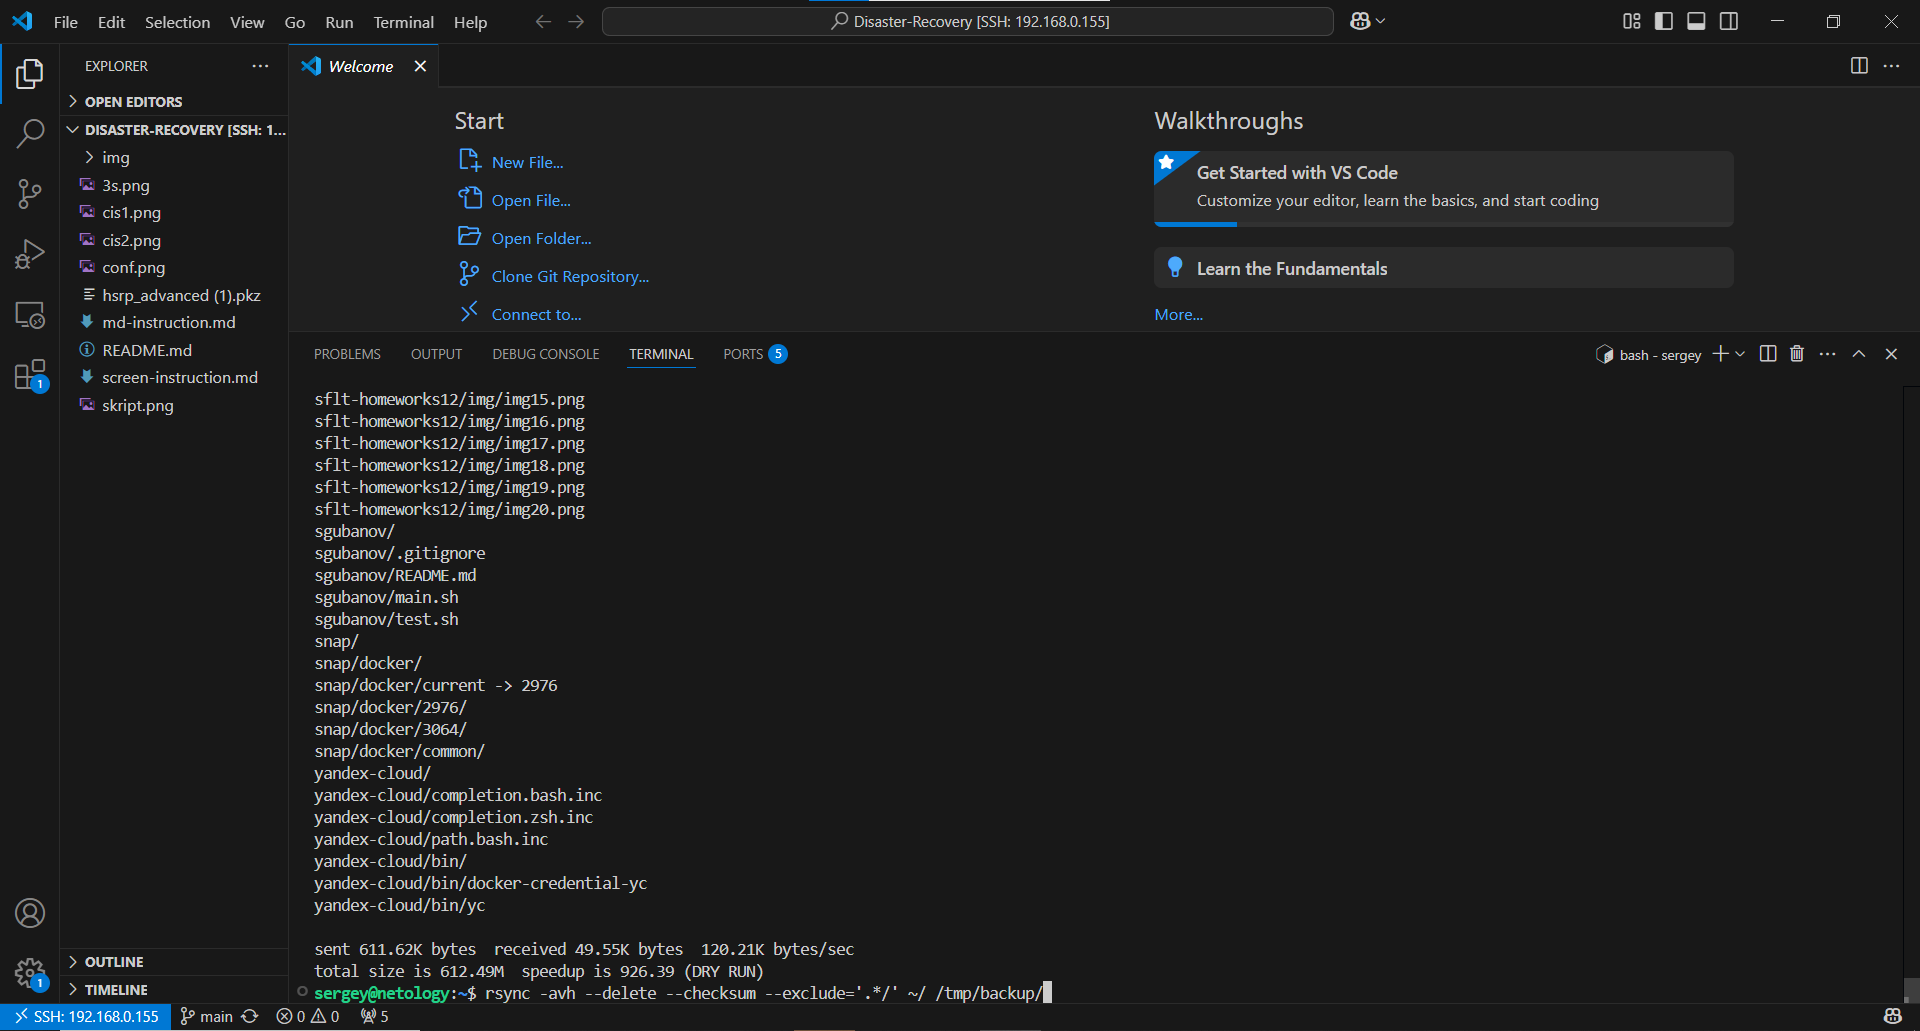 File Edit Selection View Go Run Terminal Help
Disaster-Recovery [SSH: 192.168.0.155]
EXPLORER
OPEN EDITORS
DISASTER-RECOVERY [SSH: 1...
img
3s.png
cis1.png
cis2.png
conf.png
hsrp_advanced (1).pkz
md-instruction.md
README.md
screen-instruction.md
skript.png
OUTLINE
TIMELINE
1
1
Welcome
Start
New File...
Open File...
Open Folder...
Clone Git Repository...
Connect to...
Walkthroughs
Get Started with VS Code
Customize your editor, learn the basics, and start coding
Learn the Fundamentals
More...
PROBLEMS OUTPUT DEBUG CONSOLE TERMINAL PORTS 5
bash - sergey
sflt-homeworks12/img/img15.png
sflt-homeworks12/img/img16.png
sflt-homeworks12/img/img17.png
sflt-homeworks12/img/img18.png
sflt-homeworks12/img/img19.png
sflt-homeworks12/img/img20.png
sgubanov/
sgubanov/.gitignore
sgubanov/README.md
sgubanov/main.sh
sgubanov/test.sh
snap/
snap/docker/
snap/docker/current -> 2976
snap/docker/2976/
snap/docker/3064/
snap/docker/common/
yandex-cloud/
yandex-cloud/completion.bash.inc
yandex-cloud/completion.zsh.inc
yandex-cloud/path.bash.inc
yandex-cloud/bin/
yandex-cloud/bin/docker-credential-yc
yandex-cloud/bin/yc
sent 611.62K bytes  received 49.55K bytes  120.21K bytes/sec
total size is 612.49M  speedup is 926.39 (DRY RUN)
sergey@netology:~$ rsync -avh --delete --checksum --exclude='.*/' ~/ /tmp/backup/
SSH: 192.168.0.155 main 0 0 5